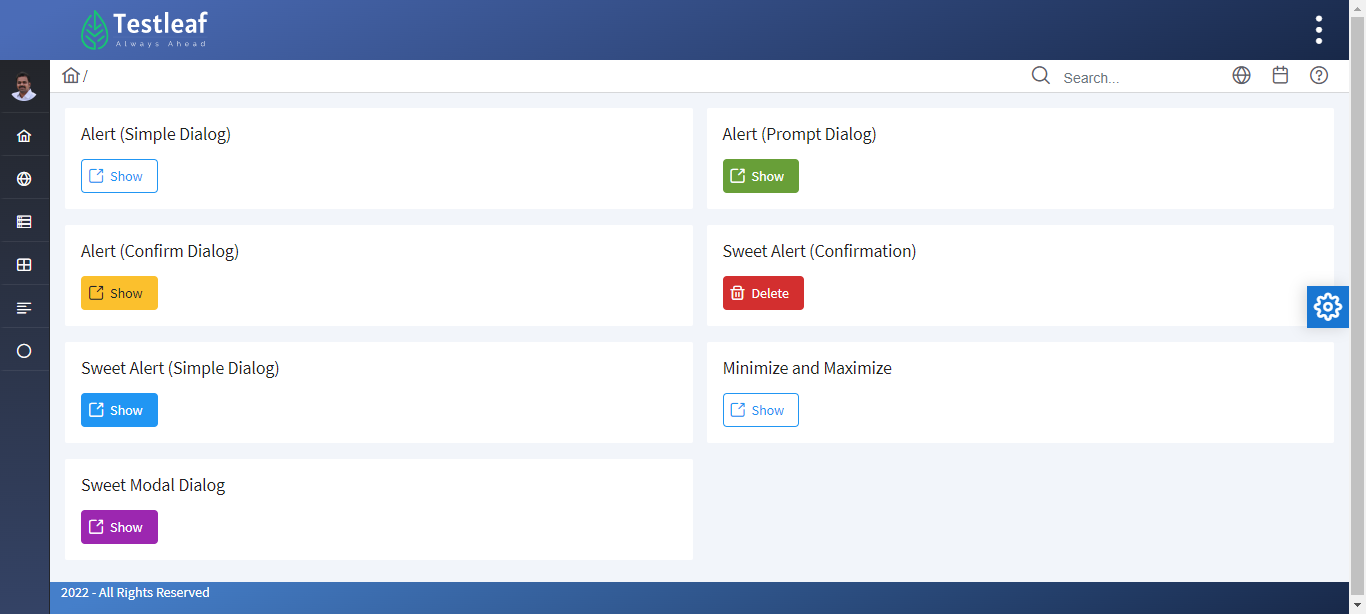 Testleaf
Always Ahead
/
Search...
Alert (Simple Dialog)
Show
Alert (Prompt Dialog)
Show
Alert (Confirm Dialog)
Show
Sweet Alert (Confirmation)
Delete
Sweet Alert (Simple Dialog)
Show
Minimize and Maximize
Show
Sweet Modal Dialog
Show
2022 - All Rights Reserved